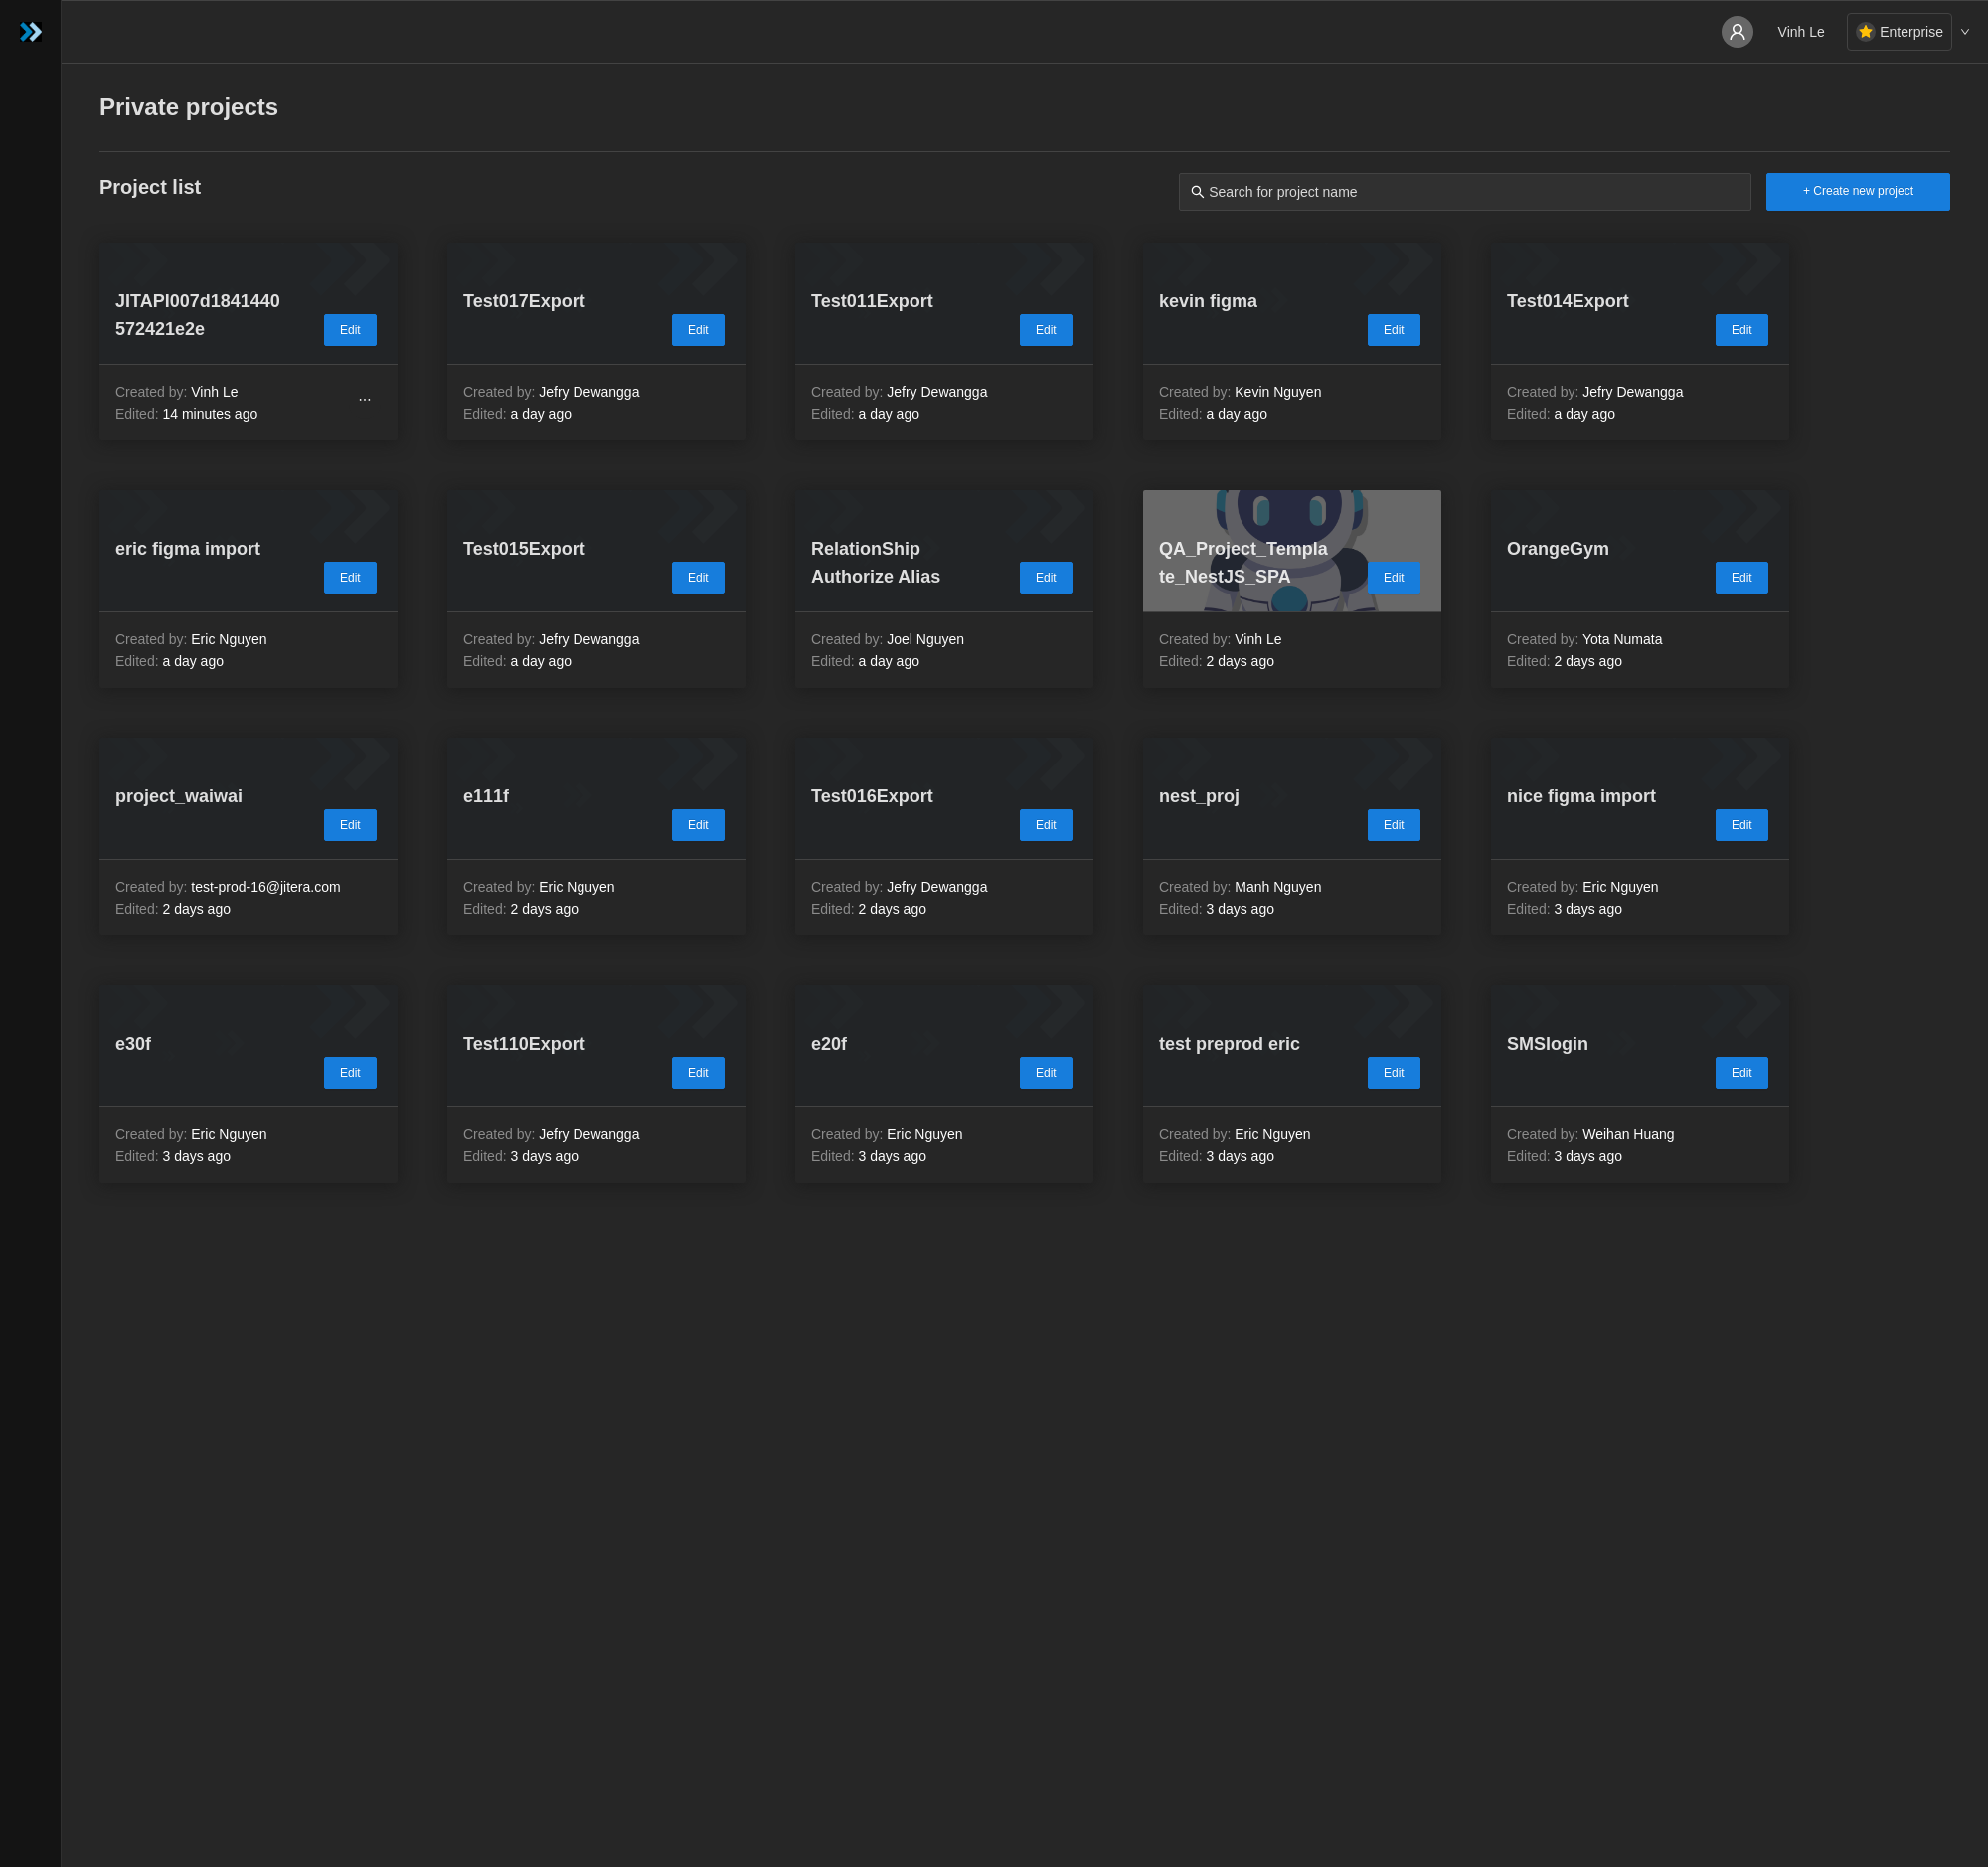 Vinh Le
Enterprise
Private projects
Project list
Search for project name
+ Create new project
JITAPI007d1841440
572421e2e
Edit
Created by: Vinh Le
...
Edited: 14 minutes ago
Test017Export
Edit
Created by: Jefry Dewangga
Edited: a day ago
Test011Export
Edit
Created by: Jefry Dewangga
Edited: a day ago
kevin figma
Edit
Created by: Kevin Nguyen
Edited: a day ago
Test014Export
Edit
Created by: Jefry Dewangga
Edited: a day ago
eric figma import
Edit
Created by: Eric Nguyen
Edited: a day ago
Test015Export
Edit
Created by: Jefry Dewangga
Edited: a day ago
RelationShip
Authorize Alias
Edit
Created by: Joel Nguyen
Edited: a day ago
QA_Project_Templa
te_NestJS_SPA
Edit
Created by: Vinh Le
Edited: 2 days ago
OrangeGym
Edit
Created by: Yota Numata
Edited: 2 days ago
project_waiwai
Edit
Created by: test-prod-16@jitera.com
Edited: 2 days ago
e111f
Edit
Created by: Eric Nguyen
Edited: 2 days ago
Test016Export
Edit
Created by: Jefry Dewangga
Edited: 2 days ago
nest_proj
Edit
Created by: Manh Nguyen
Edited: 3 days ago
nice figma import
Edit
Created by: Eric Nguyen
Edited: 3 days ago
e30f
Edit
Created by: Eric Nguyen
Edited: 3 days ago
Test110Export
Edit
Created by: Jefry Dewangga
Edited: 3 days ago
e20f
Edit
Created by: Eric Nguyen
Edited: 3 days ago
test preprod eric
Edit
Created by: Eric Nguyen
Edited: 3 days ago
SMSlogin
Edit
Created by: Weihan Huang
Edited: 3 days ago